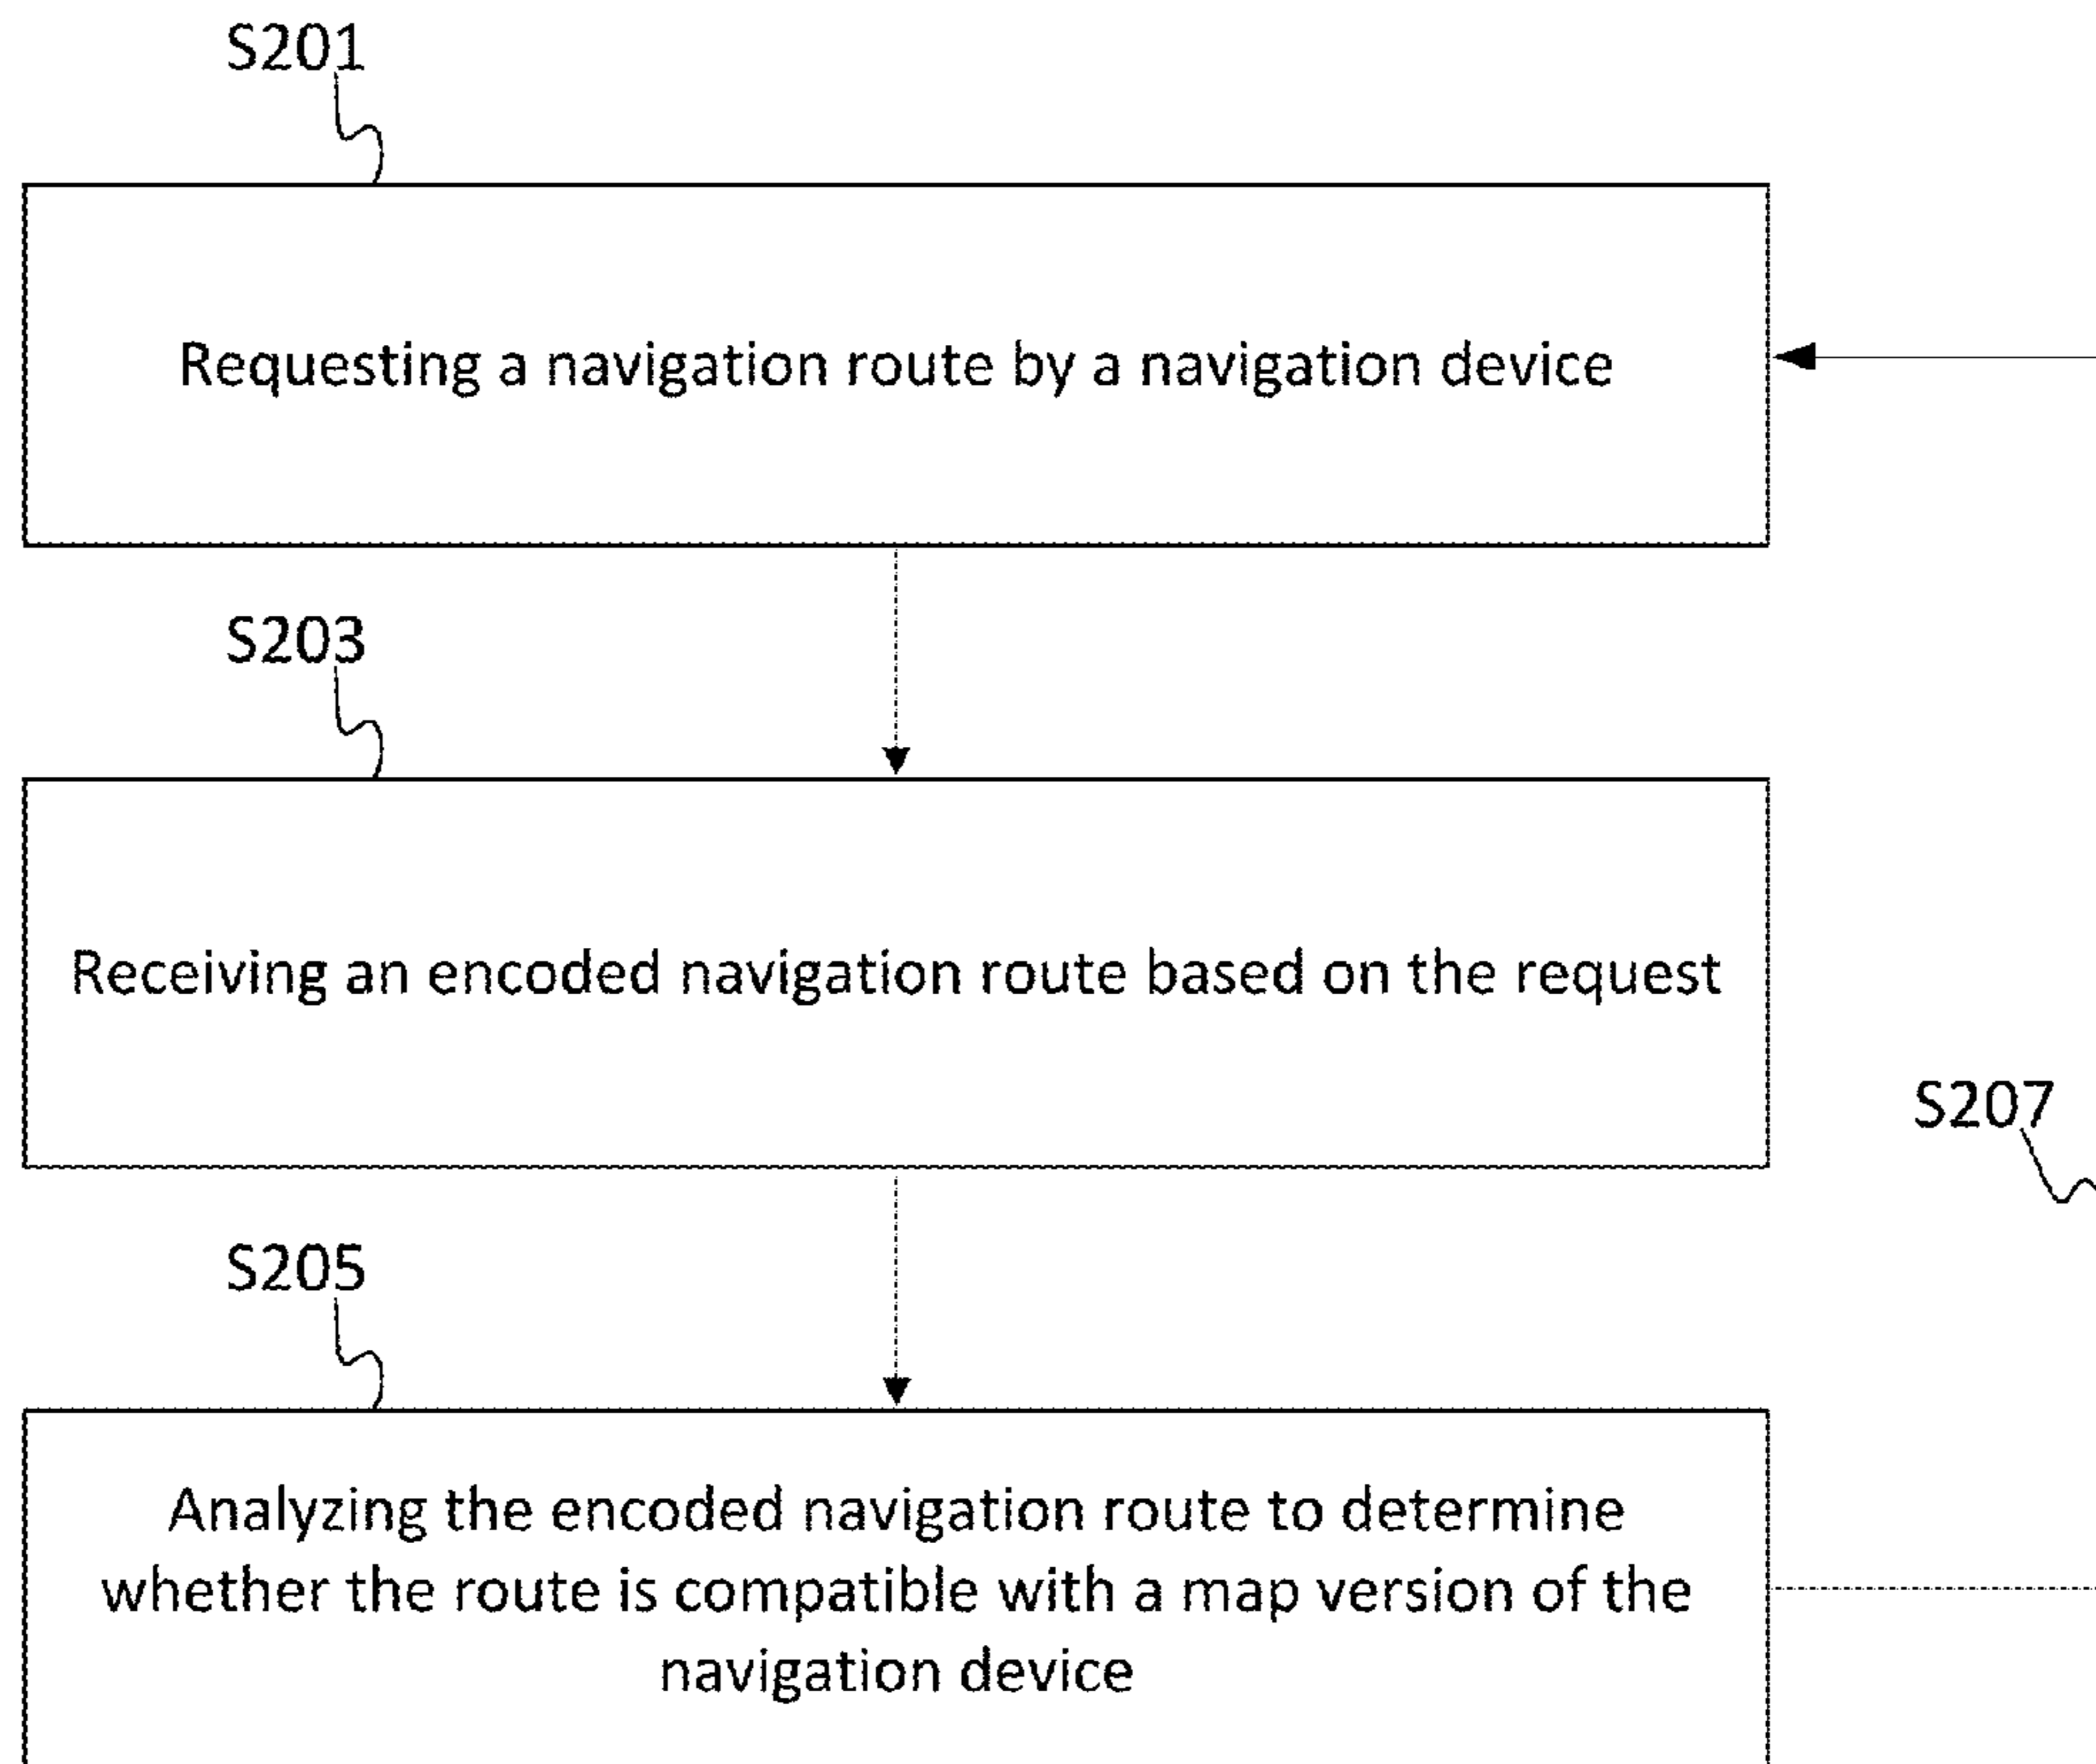 S201
Requesting a navigation route by a navigation device
S203
Receiving an encoded navigation route based on the request
S207
S205
Analyzing the encoded navigation route to determine
whether the route is compatible with a map version of the
navigation device